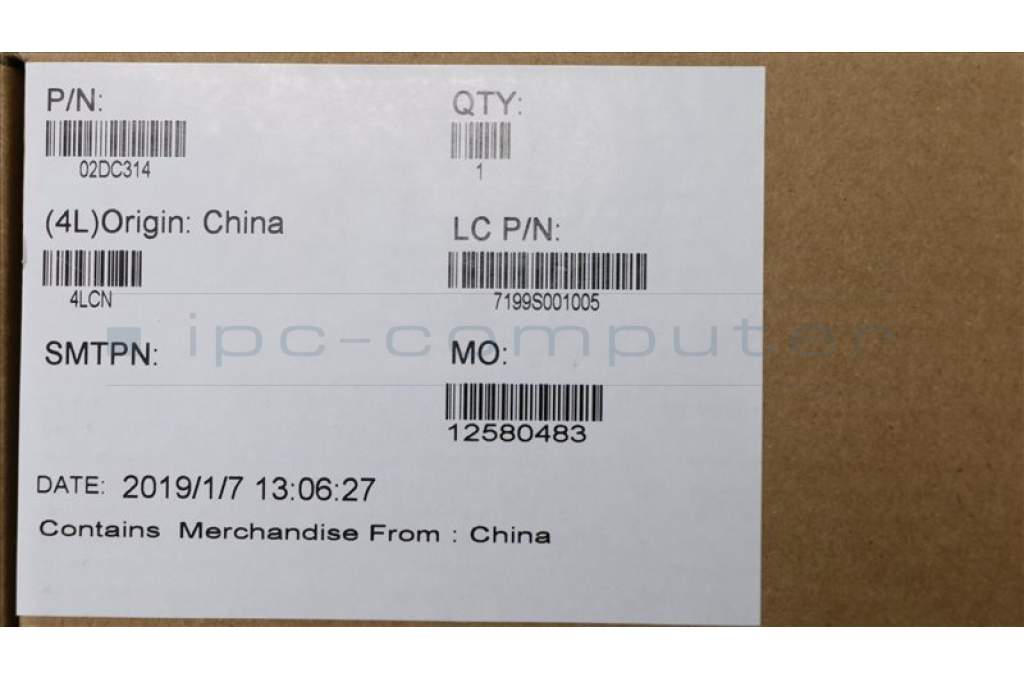 P/N:
02DC314
QTY:
1
(4L)Origin: China
4LCN
LC P/N:
7199S001005
ipc-computer
SMTPN:
MO:
12580483
DATE: 2019/1/7 13:06:27
Contains Merchandise From : China